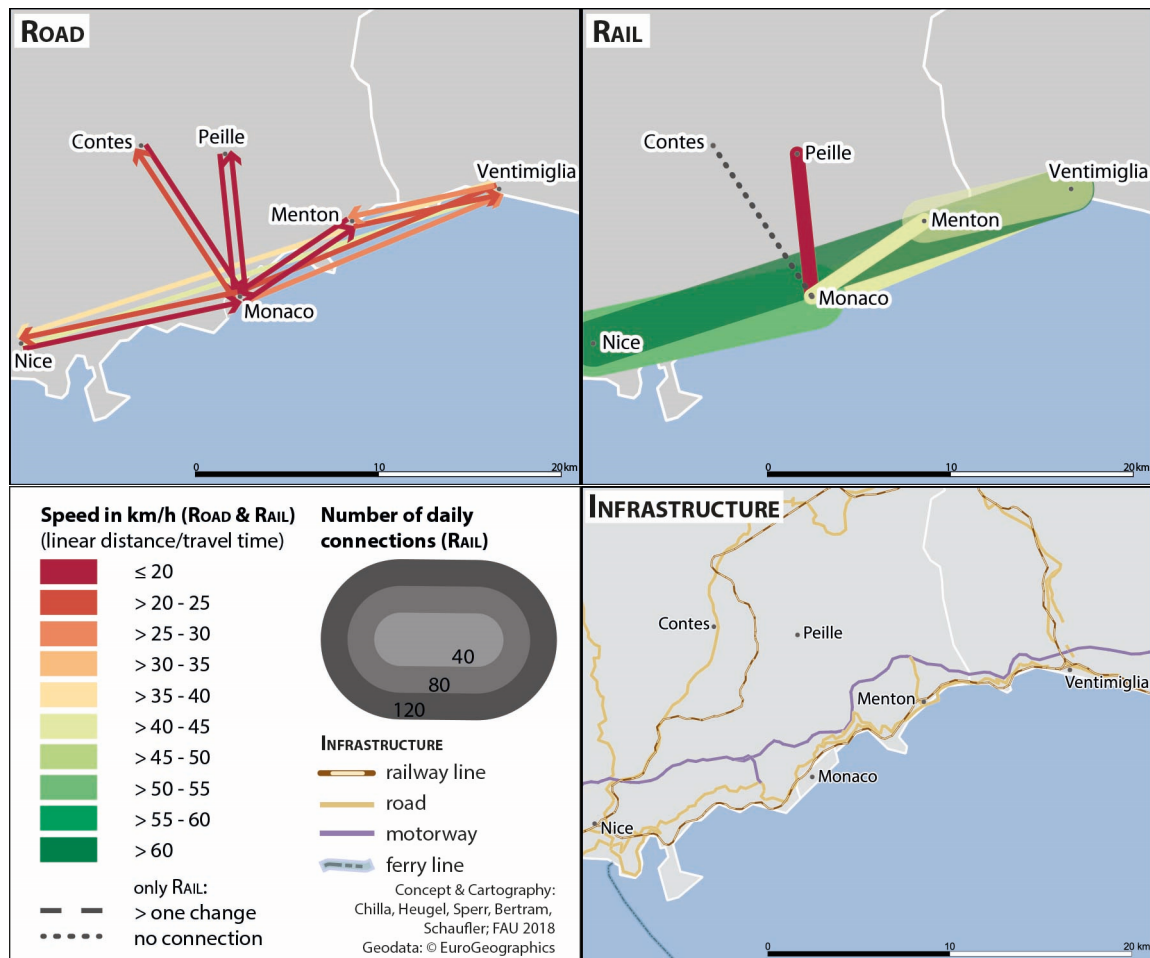 ROAD
Contes
Peille
Ventimiglia
Menton
Monaco
Nice
0 10 20 km
RAIL
Contes
Peille
Ventimiglia
Menton
Monaco
Nice
0 10 20 km
Speed in km/h (ROAD & RAIL)
(linear distance/travel time)
≤ 20
> 20 - 25
> 25 - 30
> 30 - 35
> 35 - 40
> 40 - 45
> 45 - 50
> 50 - 55
> 55 - 60
> 60
only RAIL:
> one change
no connection
Number of daily
connections (RAIL)
40
80
120
INFRASTRUCTURE
railway line
road
motorway
ferry line
Concept & Cartography:
Chilla, Heugel, Sperr, Bertram,
Schaufler; FAU 2018
Geodata: © EuroGeographics
INFRASTRUCTURE
Contes
Peille
Ventimiglia
Menton
Monaco
Nice
0 10 20 km